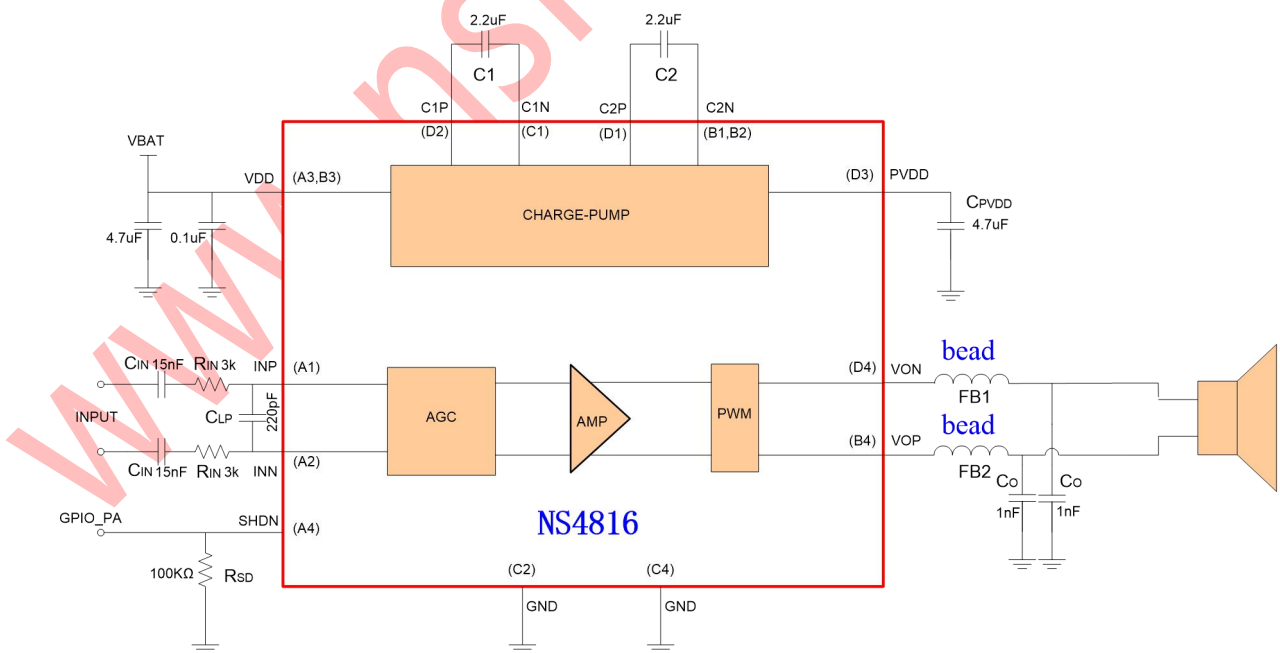 2.2uF
2.2uF
C1
C2
C1P
C1N
C2P
C2N
(D2)
(C1)
(D1)
(B1,B2)
VBAT
VDD
(A3,B3)
(D3)
PVDD
CHARGE-PUMP
CPVDD
4.7uF
4.7uF
0.1uF
CIN 15nF
RIN 3k
INP
(A1)
(D4)
VON
bead
FB1
INPUT
CLP
220pF
AGC
AMP
PWM
bead
CIN 15nF
RIN 3k
INN
(A2)
(B4)
VOP
FB2
CO
CO
1nF
1nF
GPIO_PA
SHDN
(A4)
NS4816
100KΩ
RSD
(C2)
(C4)
GND
GND